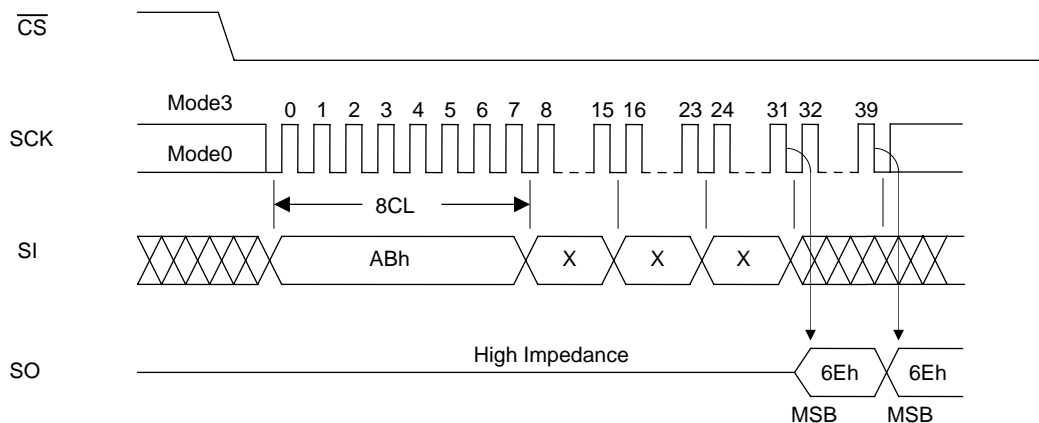 CS
Mode3
0 1 2 3 4 5 6 7 8 15 16 23 24 31 32 39
SCK
Mode0
8CL
SI
ABh X X X
High Impedance
SO
6Eh 6Eh
MSB MSB